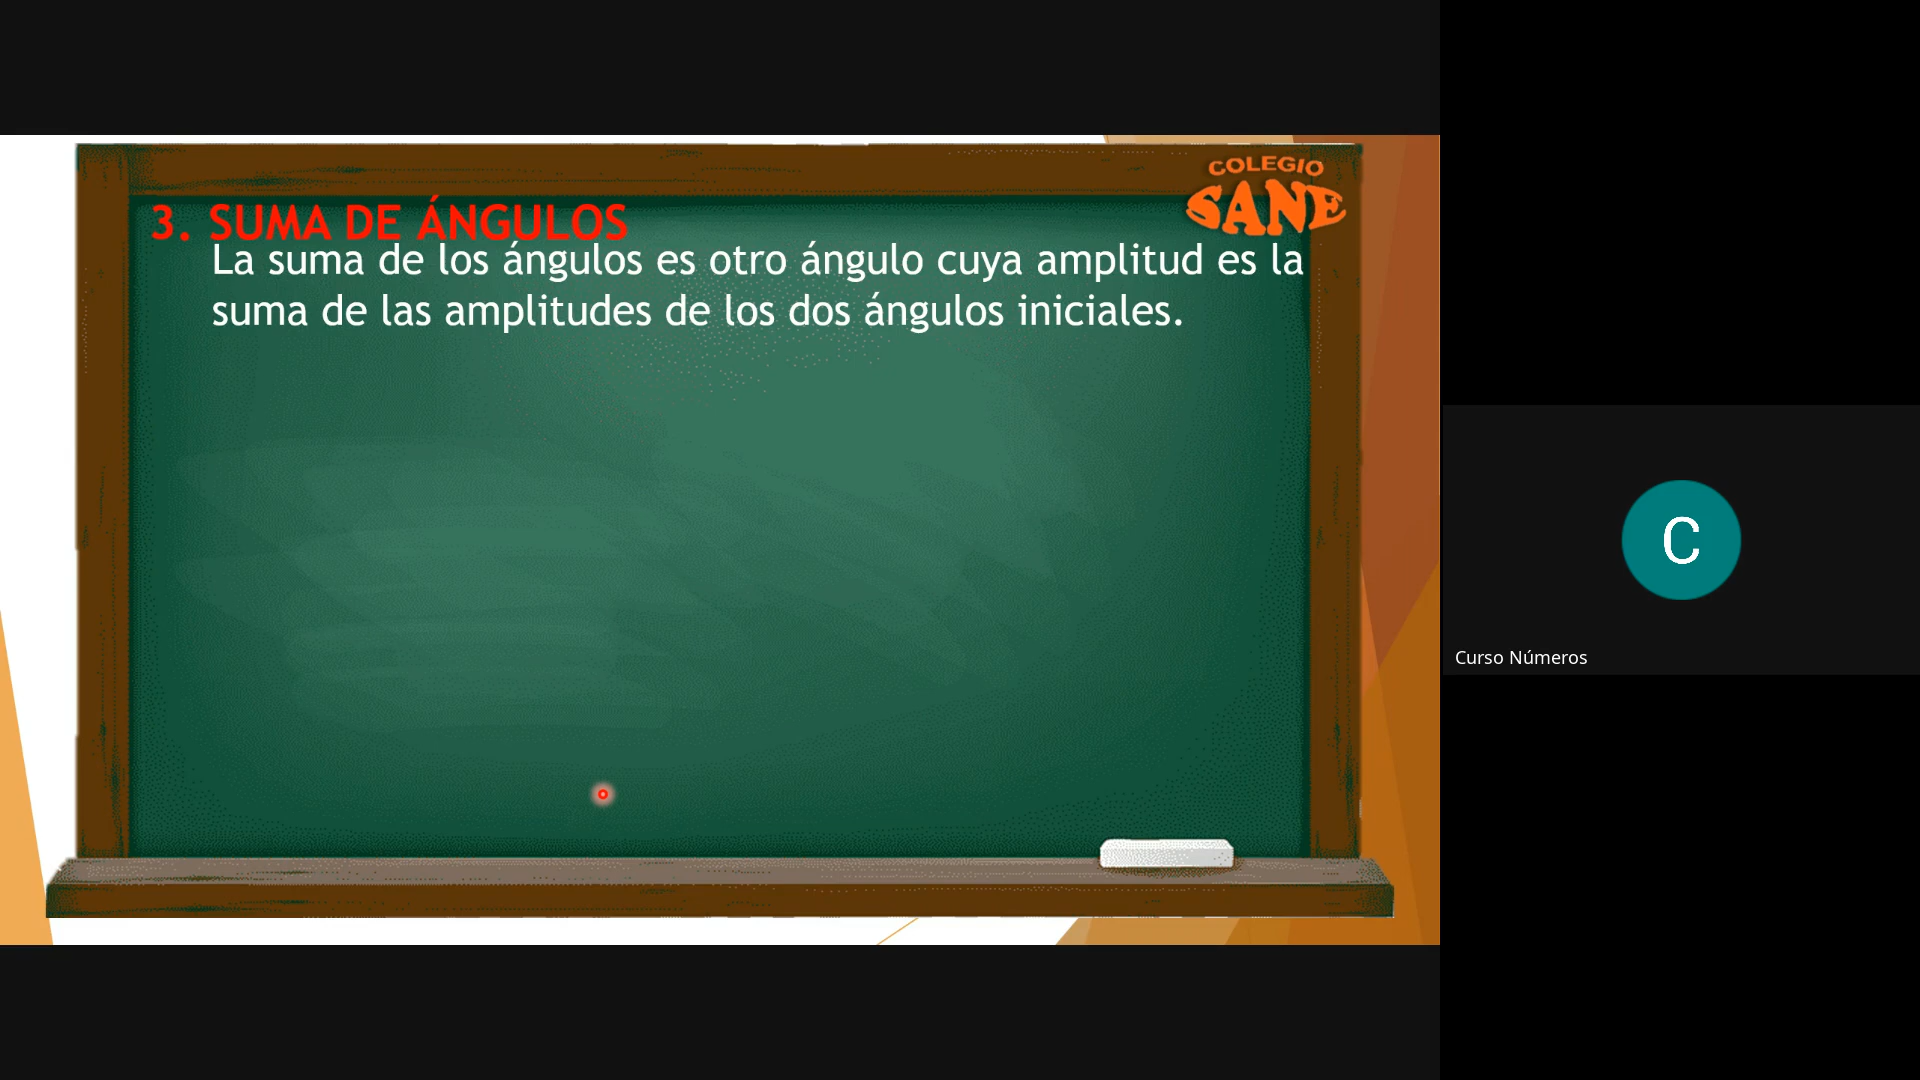 COLEGIO
SANE
3. SUMA DE ÁNGULOS
La suma de los ángulos es otro ángulo cuya amplitud es la
suma de las amplitudes de los dos ángulos iniciales.
C
Curso Números